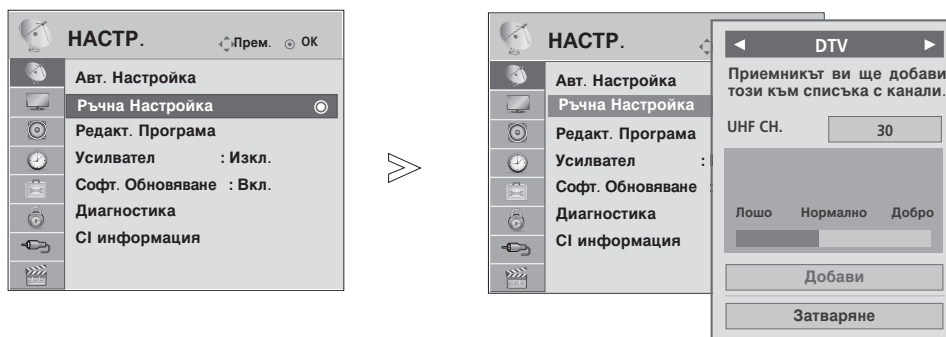 НАСТР.
Прем. OK
Авт. Настройка
Ръчна Настройка
Редакт. Програма
Усилвател : Изкл.
Софт. Обновяване : Вкл.
Диагностика
CI информация
НАСТР.
Авт. Настройка
Ръчна Настройка
Редакт. Програма
Усилвател :
Софт. Обновяване :
Диагностика
CI информация
DTV
Приемникът ви ще добави
този към списъка с канали.
UHF CH. 30
Лошо Нормално Добро
Добави
Затваряне